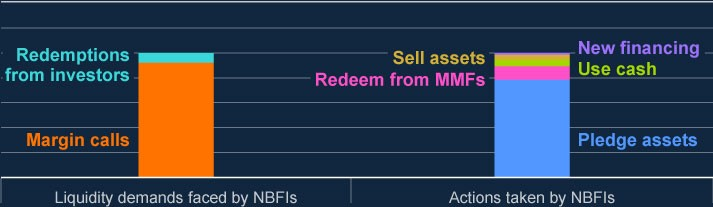 Redemptions
from investors
Margin calls
Sell assets
Redeem from MMFs
New financing
Use cash
Pledge assets
Liquidity demands faced by NBFIs
Actions taken by NBFIs